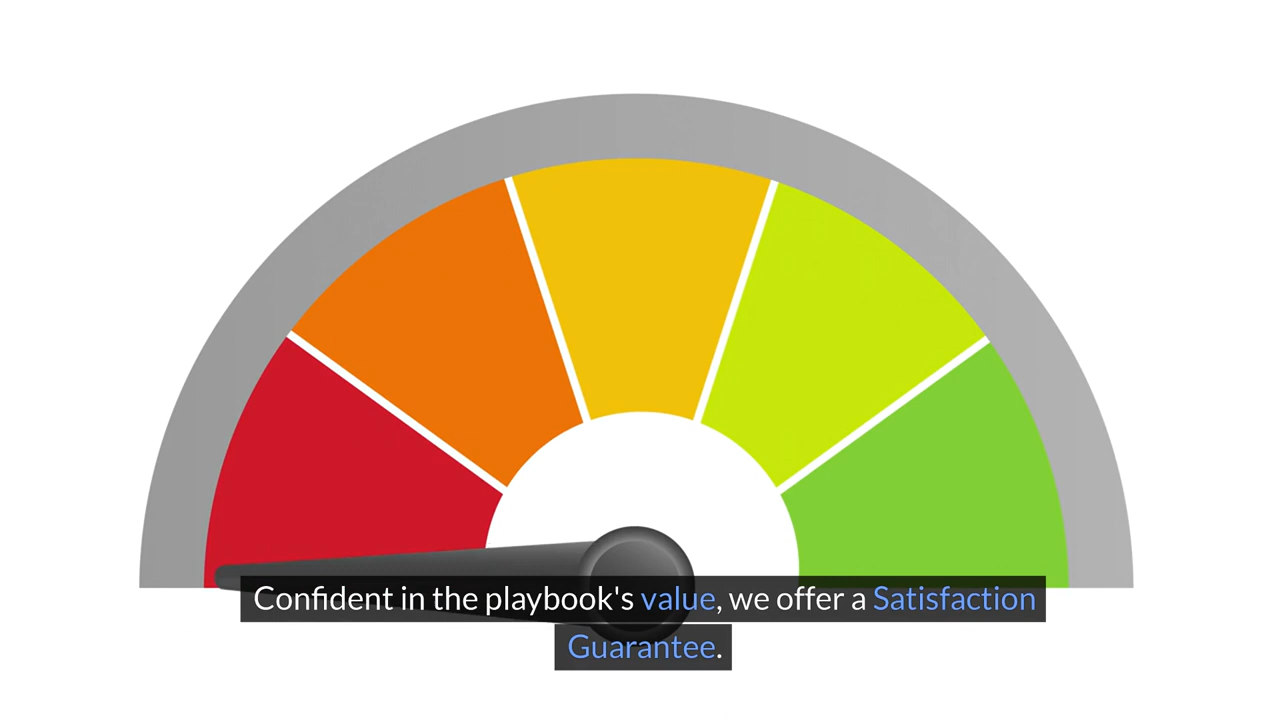 Confident in the playbook's value, we offer a Satisfaction
Guarantee.